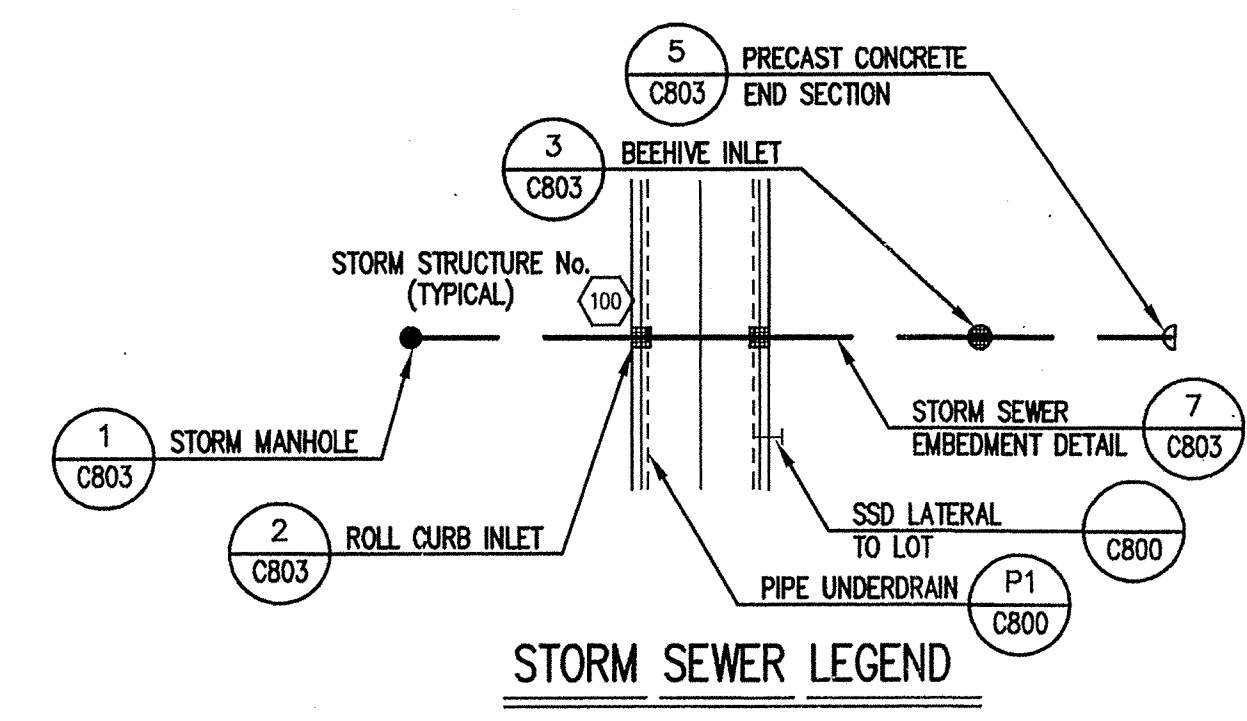 5
C803
PRECAST CONCRETE
END SECTION
3
C803
BEEHIVE INLET
STORM STRUCTURE No.
(TYPICAL)
100
1
C803
STORM MANHOLE
STORM SEWER
EMBEDMENT DETAIL
7
C803
2
C803
ROLL CURB INLET
SSD LATERAL
TO LOT
C800
PIPE UNDERDRAIN
P1
C800
STORM SEWER LEGEND